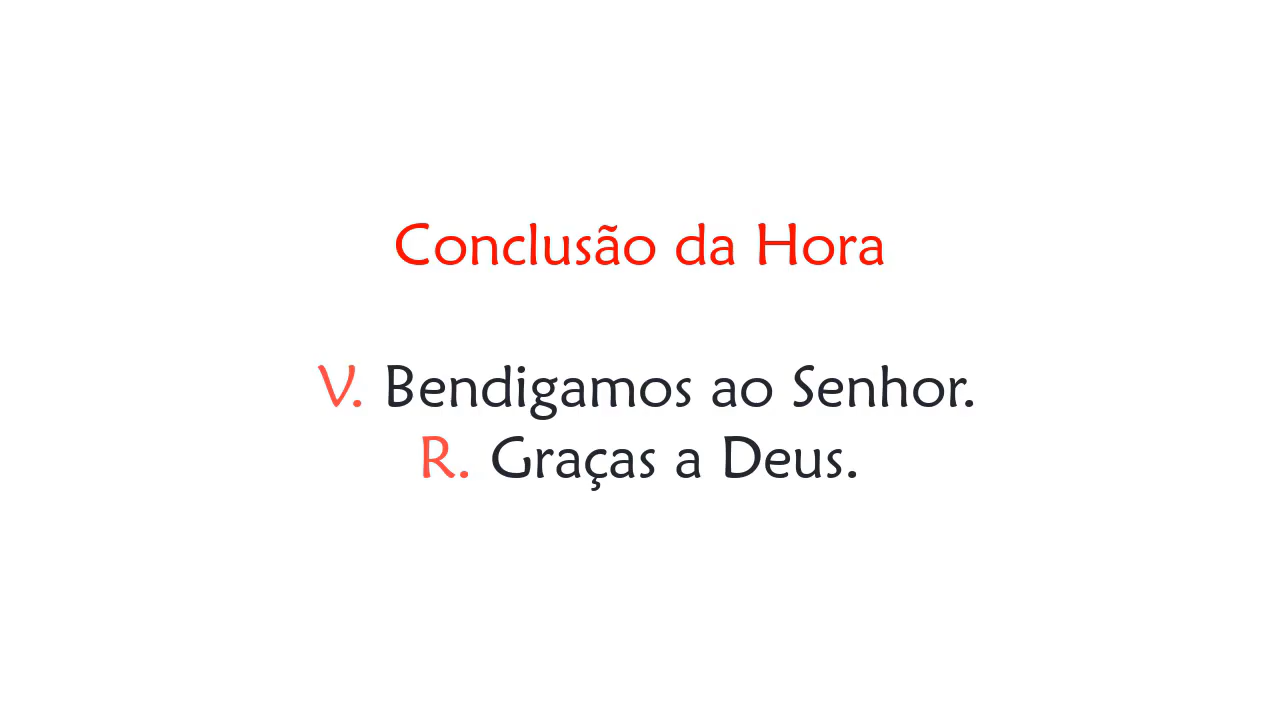 Conclusão da Hora
V. Bendigamos ao Senhor.
R. Graças a Deus.